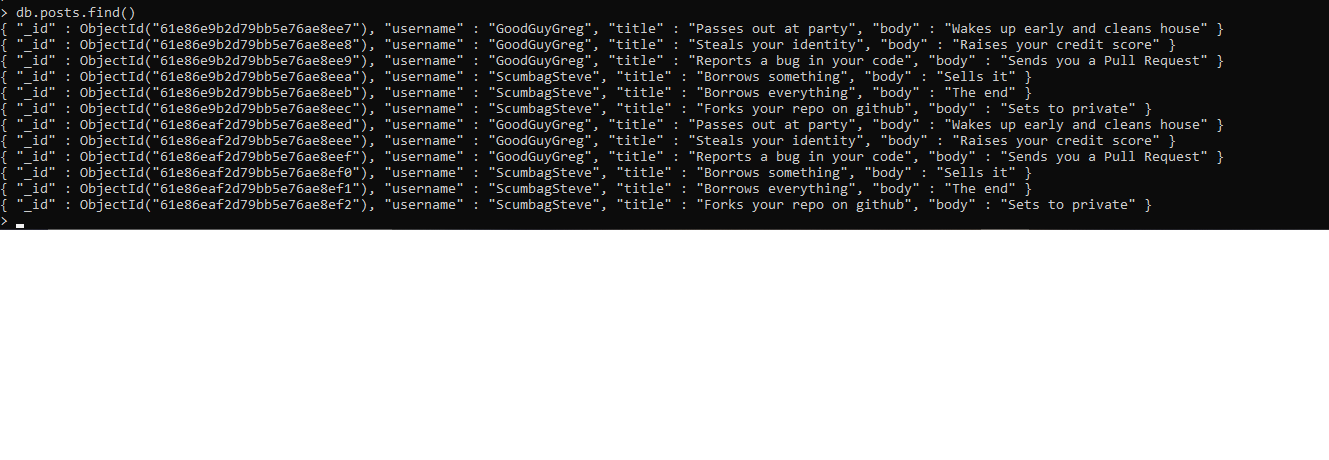 > db.posts.find()
{ "_id" : ObjectId("61e86e9b2d79bb5e76ae8ee7"), "username" : "GoodGuyGreg", "title" : "Passes out at party", "body" : "Wakes up early and cleans house" }
{ "_id" : ObjectId("61e86e9b2d79bb5e76ae8ee8"), "username" : "GoodGuyGreg", "title" : "Steals your identity", "body" : "Raises your credit score" }
{ "_id" : ObjectId("61e86e9b2d79bb5e76ae8ee9"), "username" : "GoodGuyGreg", "title" : "Reports a bug in your code", "body" : "Sends you a Pull Request" }
{ "_id" : ObjectId("61e86e9b2d79bb5e76ae8eea"), "username" : "ScumbagSteve", "title" : "Borrows something", "body" : "Sells it" }
{ "_id" : ObjectId("61e86e9b2d79bb5e76ae8eeb"), "username" : "ScumbagSteve", "title" : "Borrows everything", "body" : "The end" }
{ "_id" : ObjectId("61e86e9b2d79bb5e76ae8eec"), "username" : "ScumbagSteve", "title" : "Forks your repo on github", "body" : "Sets to private" }
{ "_id" : ObjectId("61e86eaf2d79bb5e76ae8eed"), "username" : "GoodGuyGreg", "title" : "Passes out at party", "body" : "Wakes up early and cleans house" }
{ "_id" : ObjectId("61e86eaf2d79bb5e76ae8eee"), "username" : "GoodGuyGreg", "title" : "Steals your identity", "body" : "Raises your credit score" }
{ "_id" : ObjectId("61e86eaf2d79bb5e76ae8eef"), "username" : "GoodGuyGreg", "title" : "Reports a bug in your code", "body" : "Sends you a Pull Request" }
{ "_id" : ObjectId("61e86eaf2d79bb5e76ae8ef0"), "username" : "ScumbagSteve", "title" : "Borrows something", "body" : "Sells it" }
{ "_id" : ObjectId("61e86eaf2d79bb5e76ae8ef1"), "username" : "ScumbagSteve", "title" : "Borrows everything", "body" : "The end" }
{ "_id" : ObjectId("61e86eaf2d79bb5e76ae8ef2"), "username" : "ScumbagSteve", "title" : "Forks your repo on github", "body" : "Sets to private" }
>